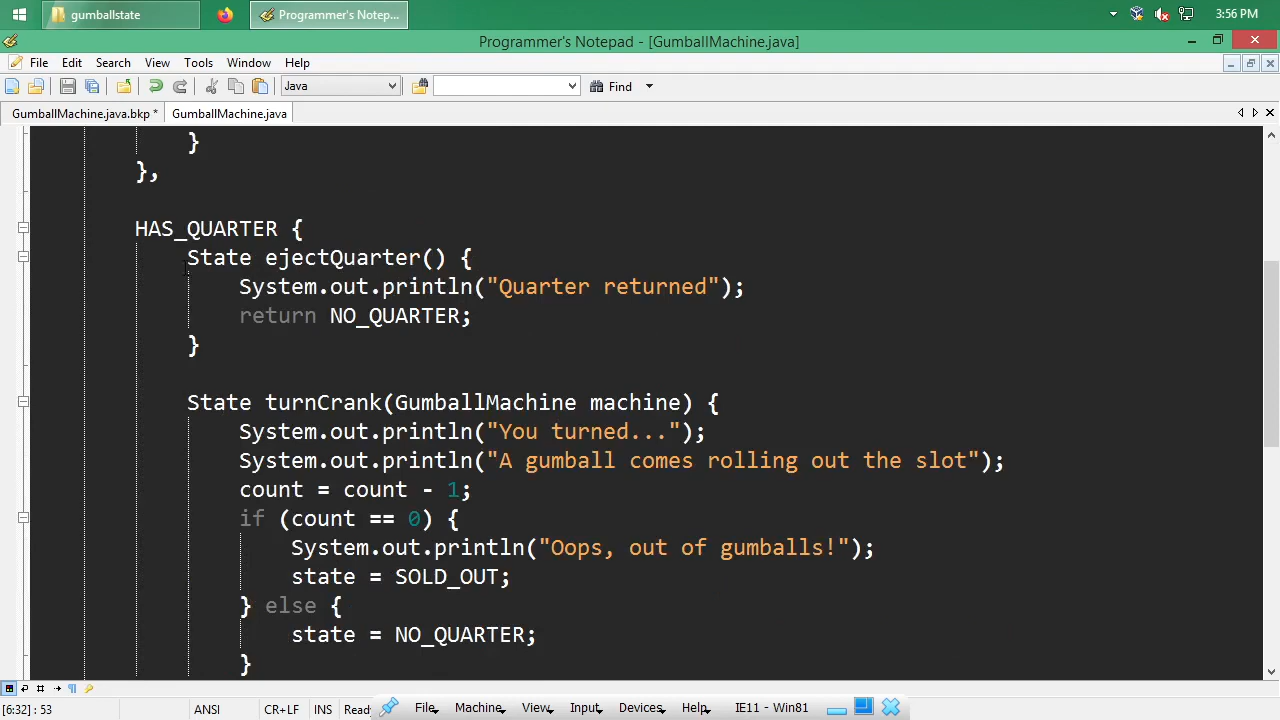 gumballstate
Programmer's Notep...
3:56 PM
Programmer's Notepad - [GumballMachine.java]
File Edit Search View Tools Window Help
Java
Find
GumballMachine.java.bkp *
GumballMachine.java
}
},
HAS_QUARTER {
State ejectQuarter() {
System.out.println("Quarter returned");
return NO_QUARTER;
}
State turnCrank(GumballMachine machine) {
System.out.println("You turned...");
System.out.println("A gumball comes rolling out the slot");
count = count - 1;
if (count == 0) {
System.out.println("Oops, out of gumballs!");
state = SOLD_OUT;
} else {
state = NO_QUARTER;
}
[6:32] : 53
ANSI
CR+LF
INS
Ready
File
Machine
View
Input
Devices
Help
IE11 - Win81